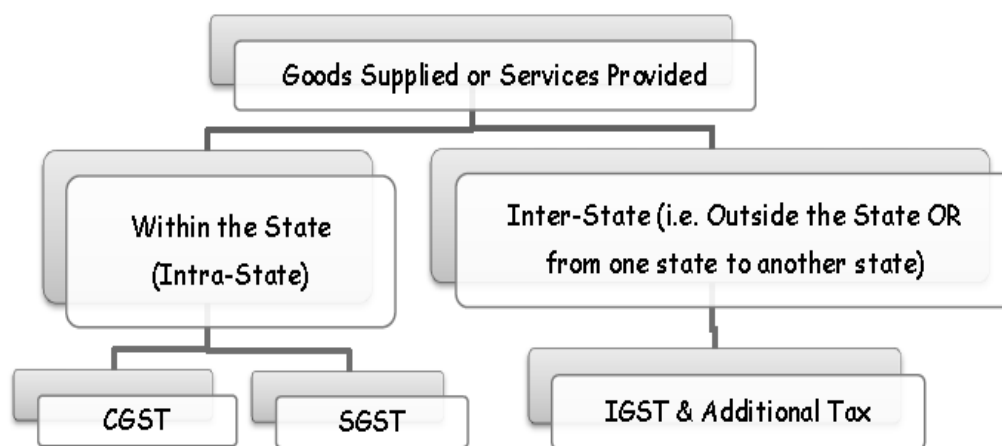 Goods Supplied or Services Provided
Within the State
(Intra-State)
Inter-State (i.e. Outside the State OR
from one state to another state)
CGST
SGST
IGST & Additional Tax